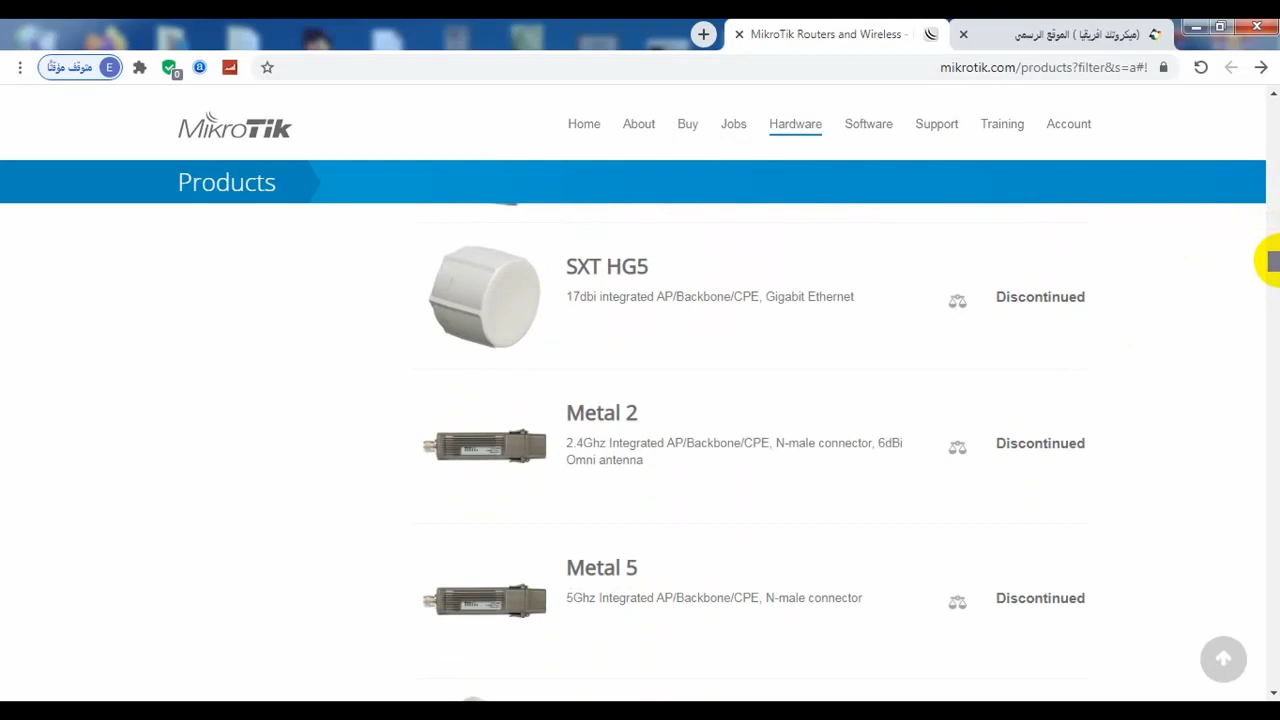 MikroTik Routers and Wireless -
(ميكروتك افريقيا ) الموقع الرسمى
متوقف مؤقتًا
E
0
a
mikrotik.com/products?filter&s=a#!
MikroTik
Home
About
Buy
Jobs
Hardware
Software
Support
Training
Account
Products
SXT HG5
17dbi integrated AP/Backbone/CPE, Gigabit Ethernet
Discontinued
Metal 2
2.4Ghz Integrated AP/Backbone/CPE, N-male connector, 6dBi
Omni antenna
Discontinued
Metal 5
5Ghz Integrated AP/Backbone/CPE, N-male connector
Discontinued